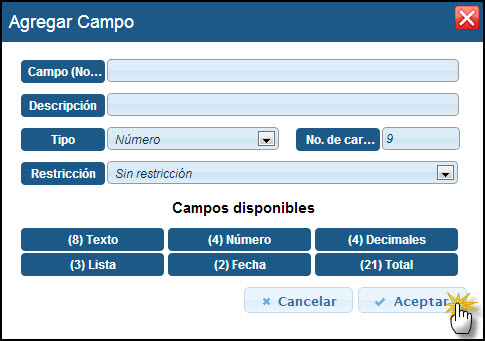 Agregar Campo
Campo (No...
Descripción
Tipo Número No. de car... 9
Restricción Sin restricción
Campos disponibles
(8) Texto (4) Número (4) Decimales
(3) Lista (2) Fecha (21) Total
Cancelar Aceptar